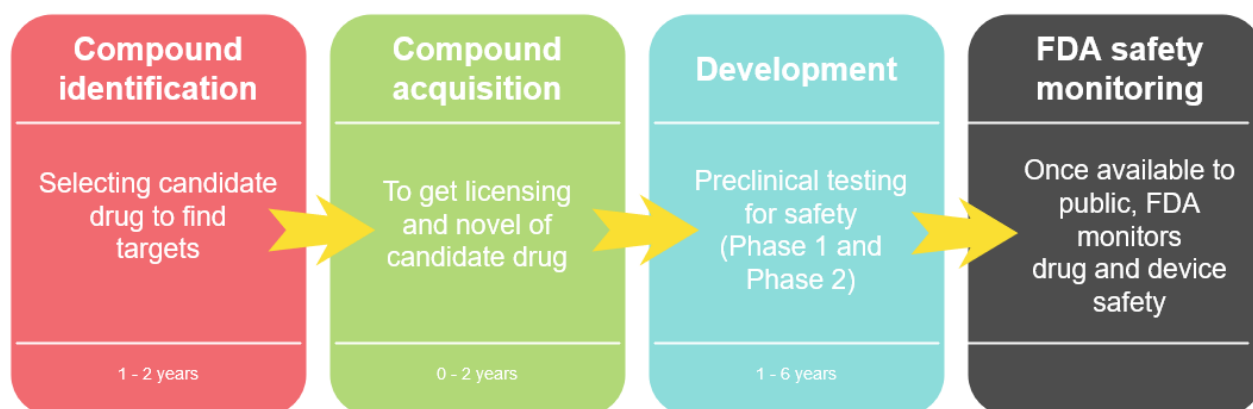 Compound
identification
Selecting candidate
drug to find
targets
1 - 2 years
Compound
acquisition
To get licensing
and novel of
candidate drug
0 - 2 years
Development
Preclinical testing
for safety
(Phase 1 and
Phase 2)
1 - 6 years
FDA safety
monitoring
Once available to
public, FDA
monitors
drug and device
safety